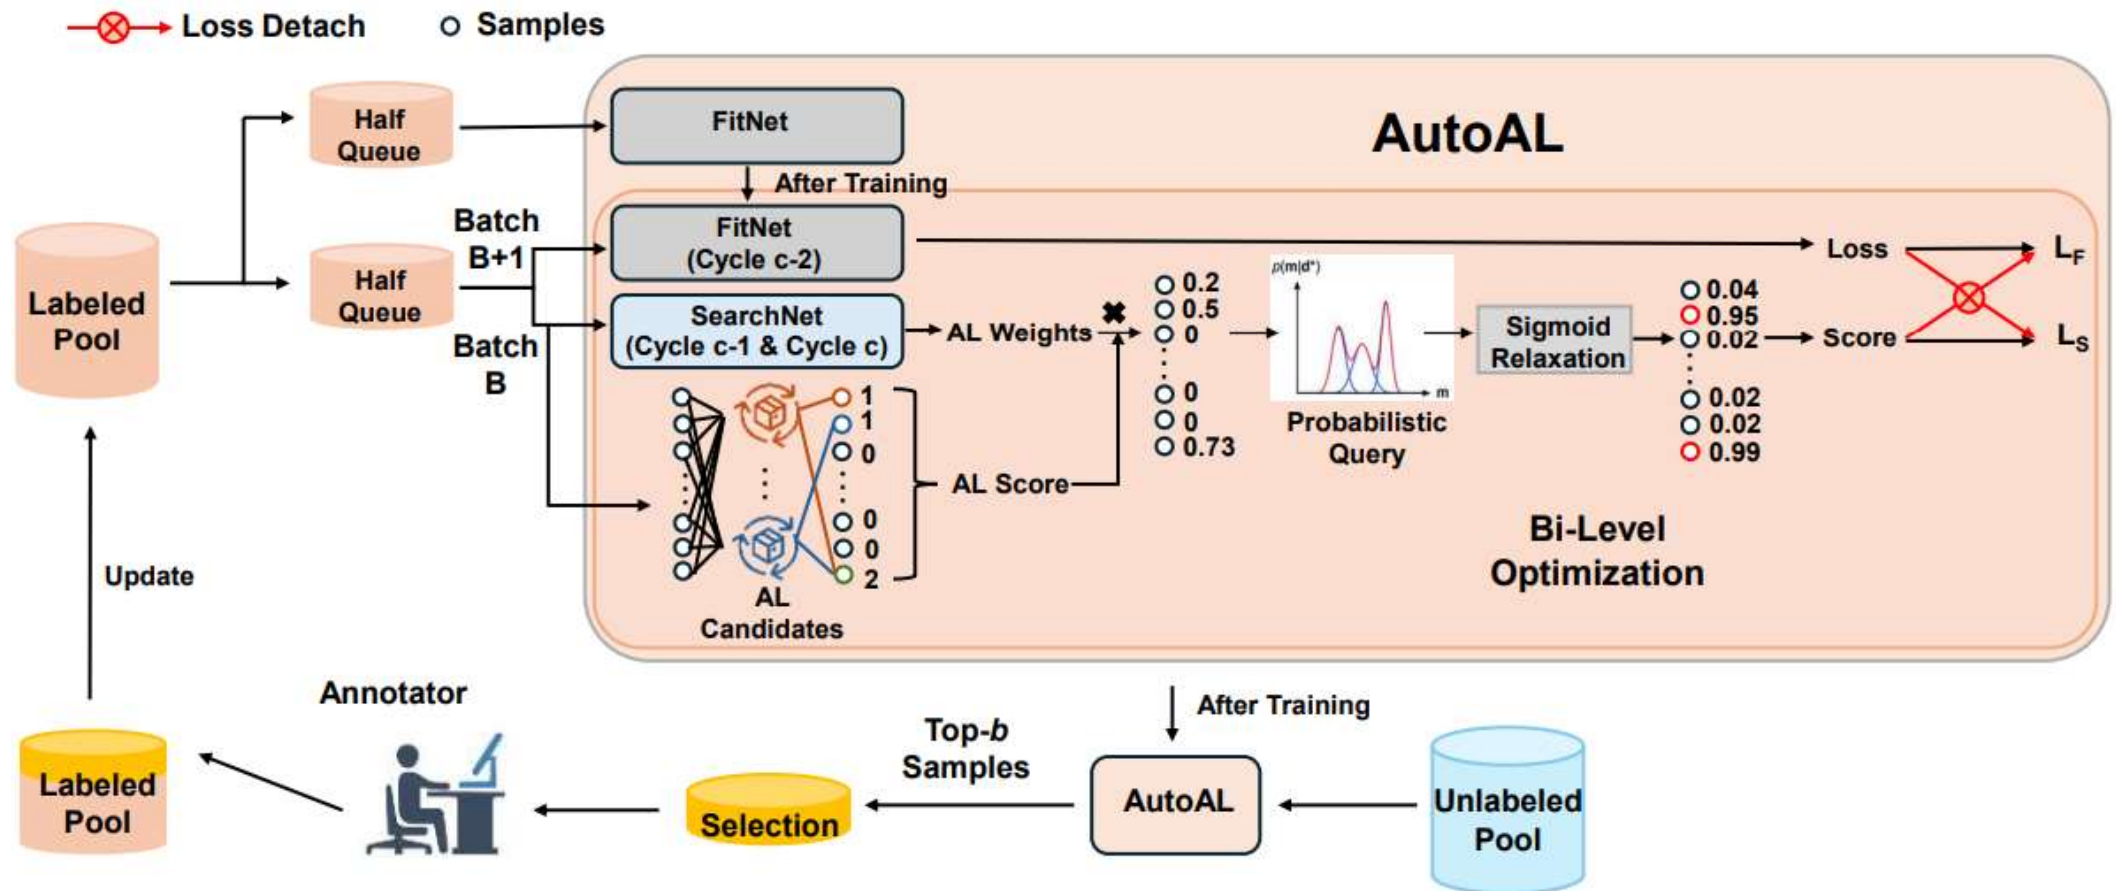 Loss Detach
Samples
Half
Queue
FitNet
AutoAL
After Training
Batch
B+1
FitNet
(Cycle c-2)
Loss
L_F
Labeled
Pool
Half
Queue
SearchNet
(Cycle c-1 & Cycle c)
AL Weights
Batch
B
0.2
0.5
0
0
0
0.73
p(m|d*)
m
Probabilistic
Query
Sigmoid
Relaxation
0.04
0.95
0.02
0.02
0.02
0.99
Score
L_S
1
1
0
0
0
2
AL Score
AL
Candidates
Bi-Level
Optimization
Update
Annotator
After Training
Top-b
Samples
Labeled
Pool
Selection
AutoAL
Unlabeled
Pool